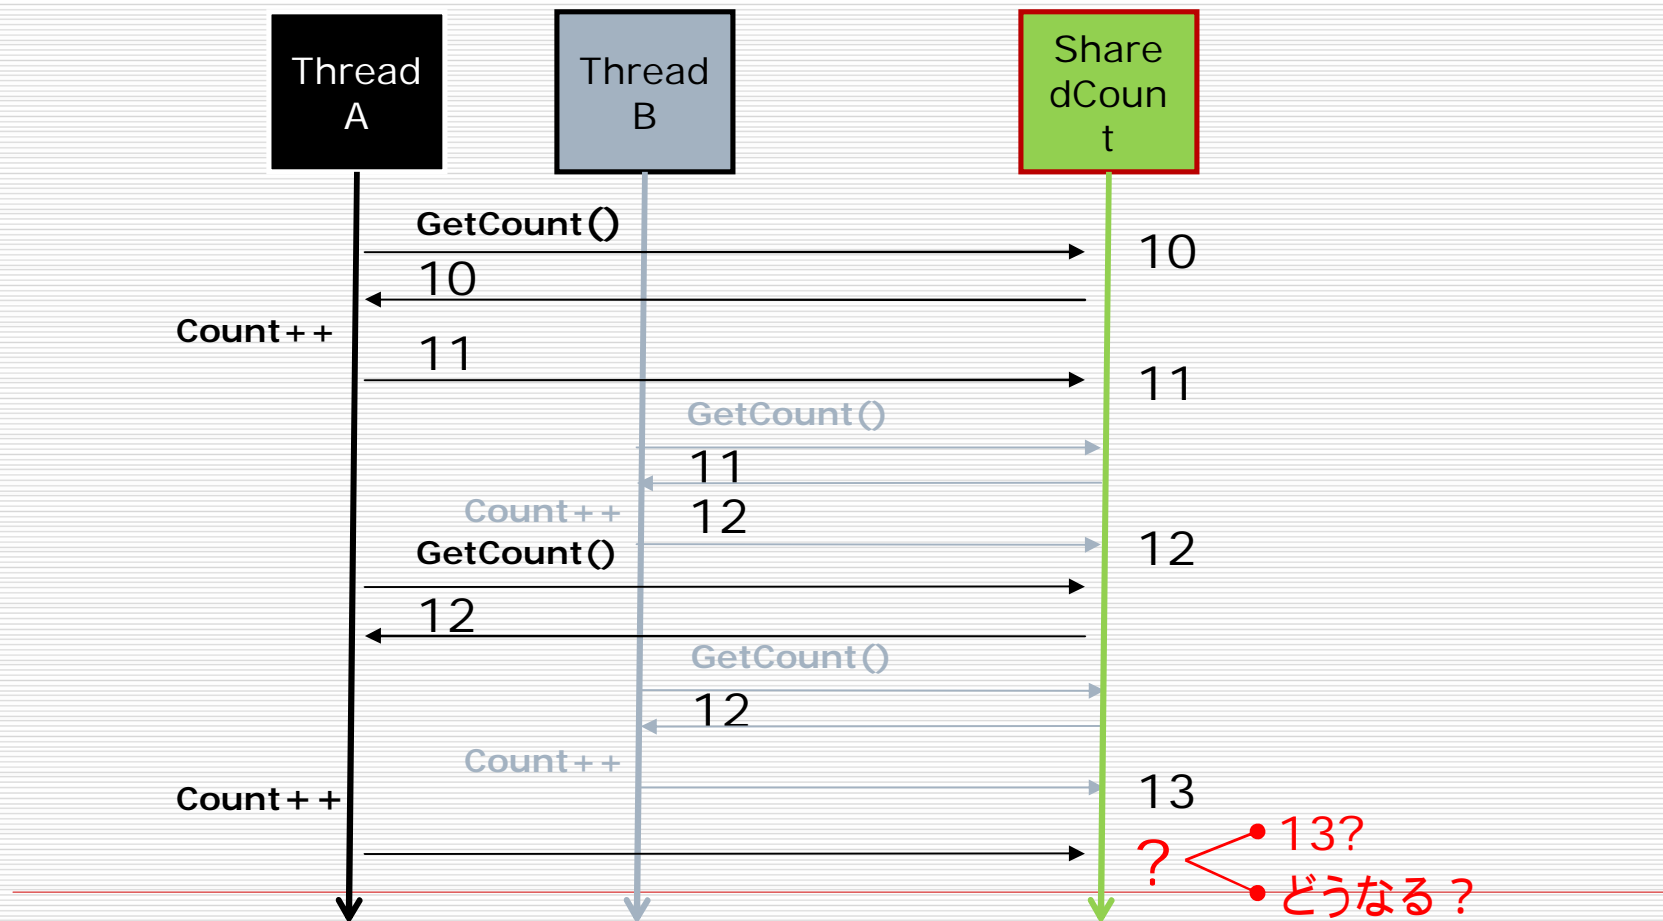 Thread
A
Thread
B
Share
dCoun
t
GetCount()
10
10
Count++
11
11
GetCount()
11
Count++
12
12
GetCount()
12
GetCount()
12
Count++
13
Count++
?
13?
どうなる？